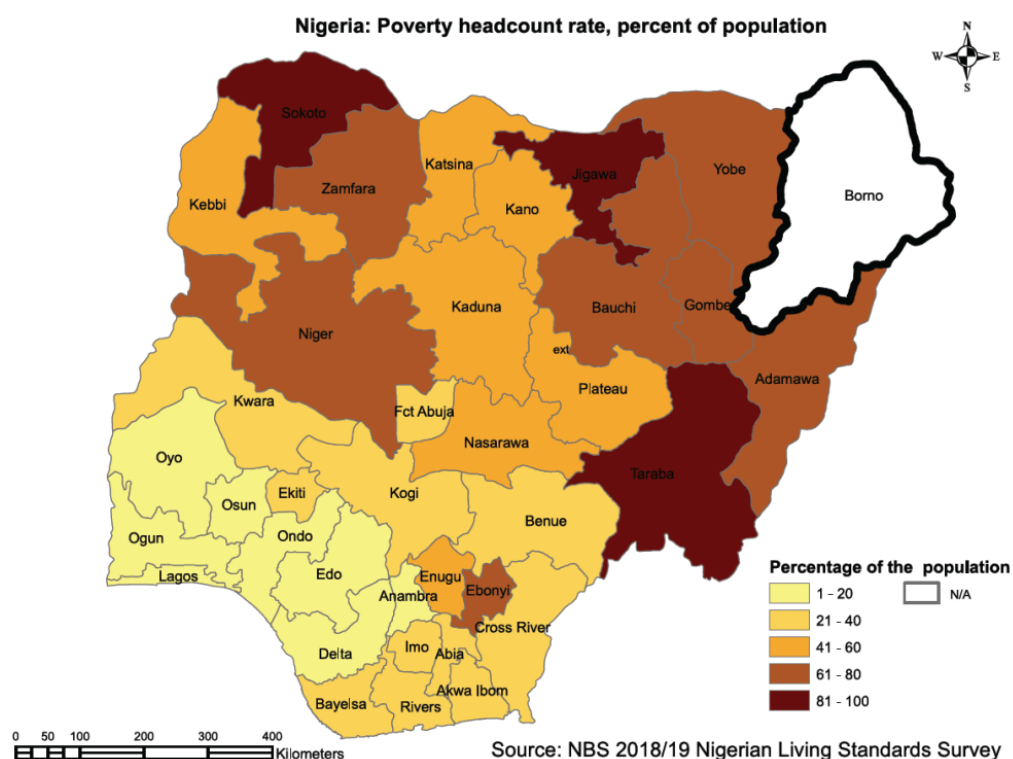 Nigeria: Poverty headcount rate, percent of population
N
W E
S
Sokoto
Katsina
Jigawa
Yobe
Zamfara
Borno
Kebbi
Kano
Kaduna
Bauchi
Gombe
Niger
ext
Adamawa
Plateau
Kwara
Fct Abuja
Nasarawa
Oyo
Taraba
Ekiti
Kogi
Osun
Benue
Ogun
Ondo
Lagos
Edo
Enugu
Ebonyi
Anambra
Cross River
Imo
Delta
Abia
Akwa Ibom
Bayelsa
Rivers
Percentage of the population
1 - 20
N/A
21 - 40
41 - 60
61 - 80
81 - 100
0 50 100 200 300 400
Kilometers
Source: NBS 2018/19 Nigerian Living Standards Survey